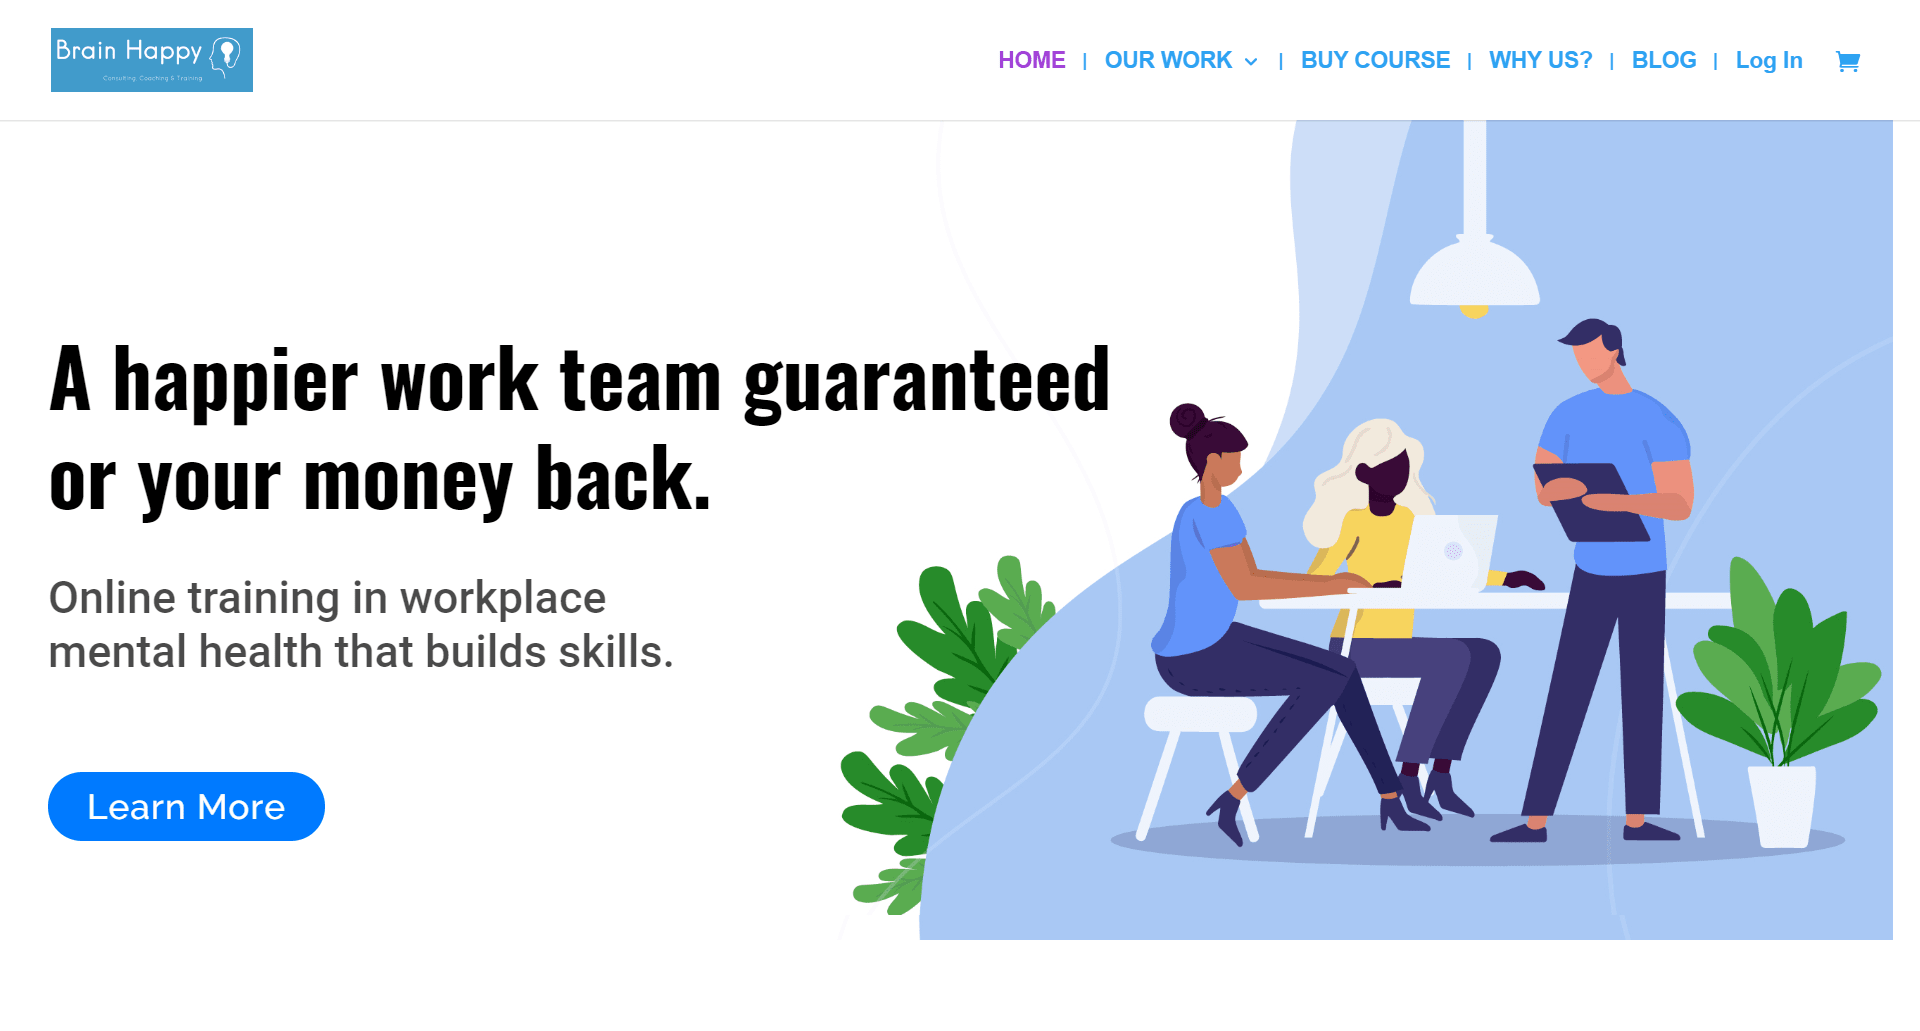 Brain Happy
Consulting, Coaching & Training
HOME | OUR WORK | BUY COURSE | WHY US? | BLOG | Log In
A happier work team guaranteed
or your money back.
Online training in workplace
mental health that builds skills.
Learn More